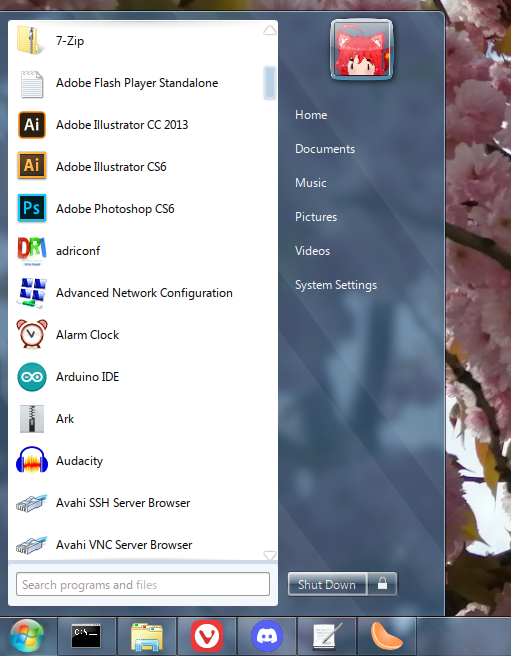 7-Zip
Adobe Flash Player Standalone
Ai
Adobe Illustrator CC 2013
Ai
Adobe Illustrator CS6
Ps
Adobe Photoshop CS6
DRI
adriconf
Advanced Network Configuration
Alarm Clock
Arduino IDE
Ark
Audacity
Avahi SSH Server Browser
Avahi VNC Server Browser
Search programs and files
Home
Documents
Music
Pictures
Videos
System Settings
Shut Down
C:\_